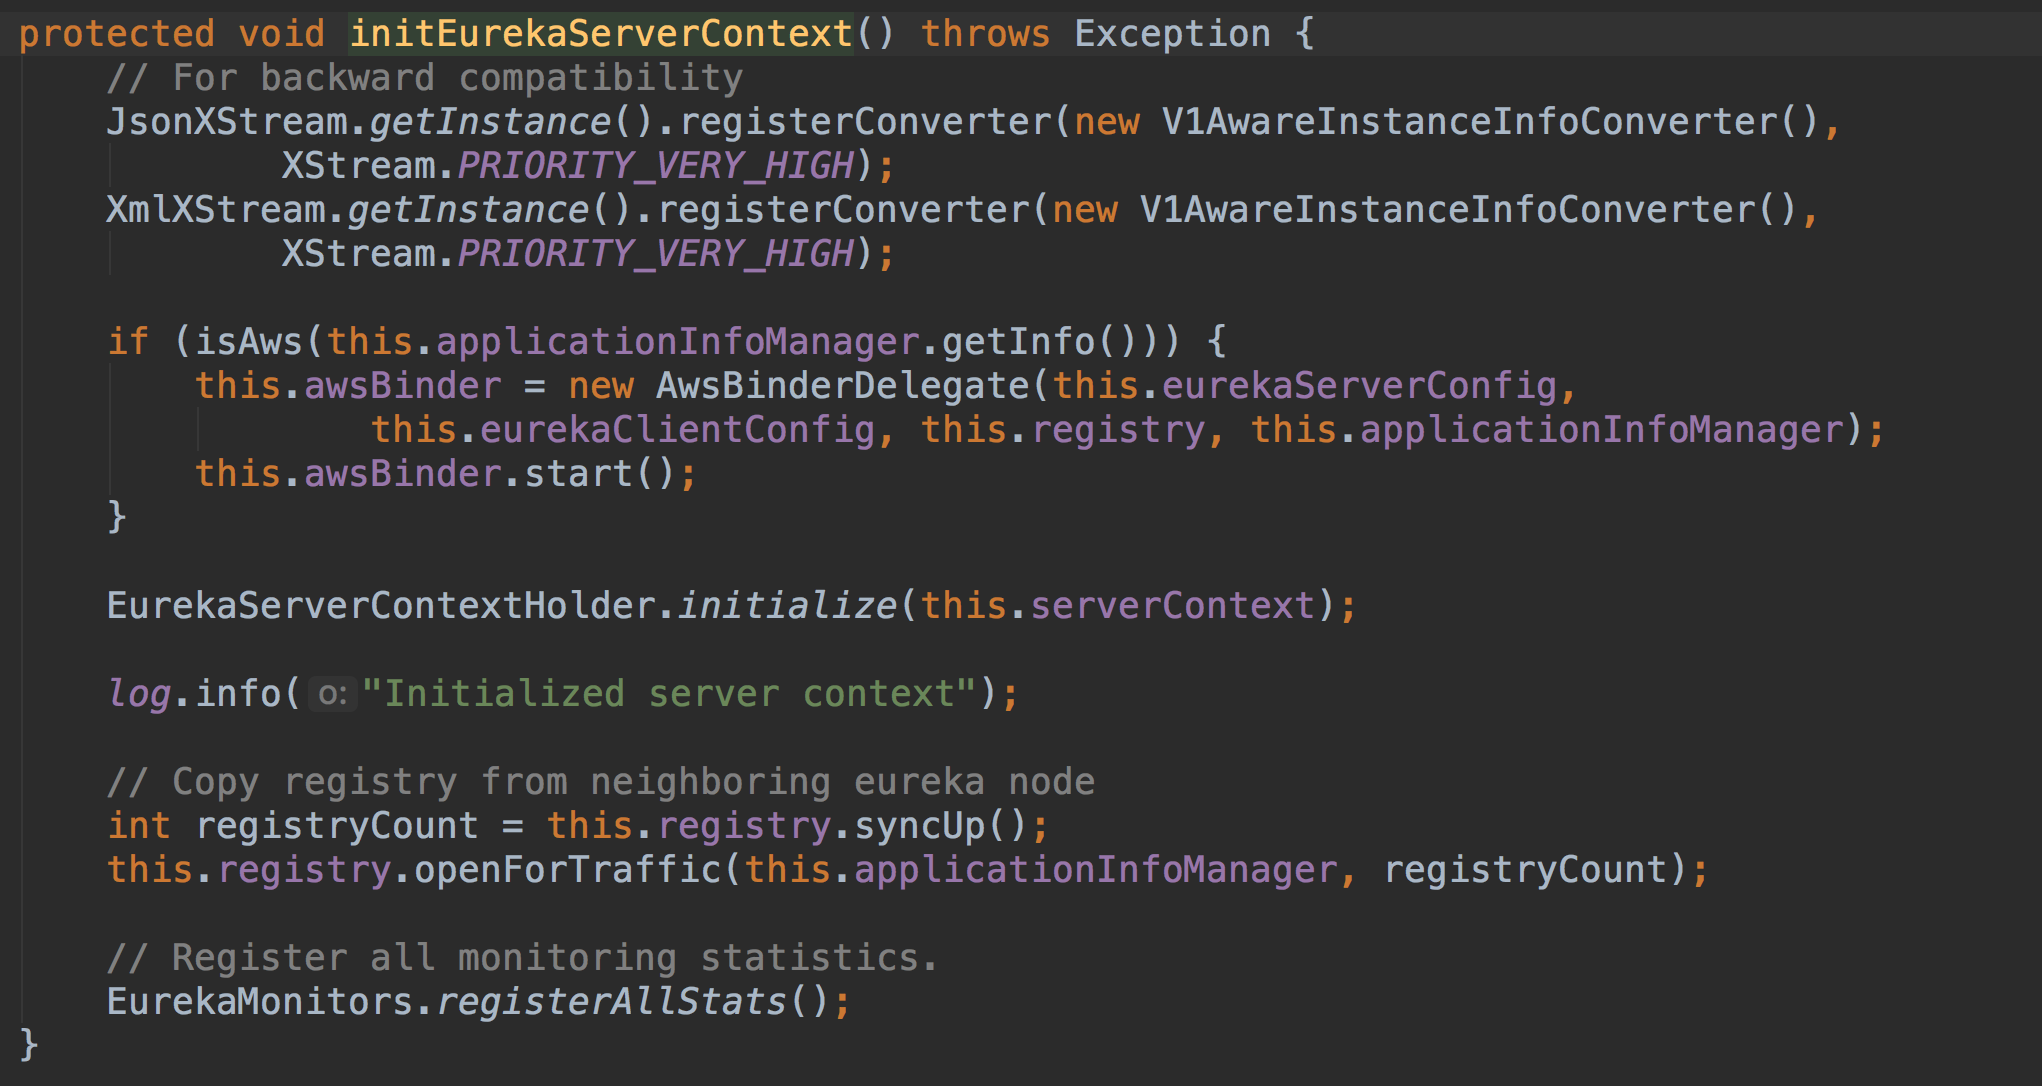 protected void initEurekaServerContext() throws Exception {
    // For backward compatibility
    JsonXStream.getInstance().registerConverter(new V1AwareInstanceInfoConverter(),
            XStream.PRIORITY_VERY_HIGH);
    XmlXStream.getInstance().registerConverter(new V1AwareInstanceInfoConverter(),
            XStream.PRIORITY_VERY_HIGH);

    if (isAws(this.applicationInfoManager.getInfo())) {
        this.awsBinder = new AwsBinderDelegate(this.eurekaServerConfig,
                this.eurekaClientConfig, this.registry, this.applicationInfoManager);
        this.awsBinder.start();
    }

    EurekaServerContextHolder.initialize(this.serverContext);

    log.info( o: "Initialized server context");

    // Copy registry from neighboring eureka node
    int registryCount = this.registry.syncUp();
    this.registry.openForTraffic(this.applicationInfoManager, registryCount);

    // Register all monitoring statistics.
    EurekaMonitors.registerAllStats();
}